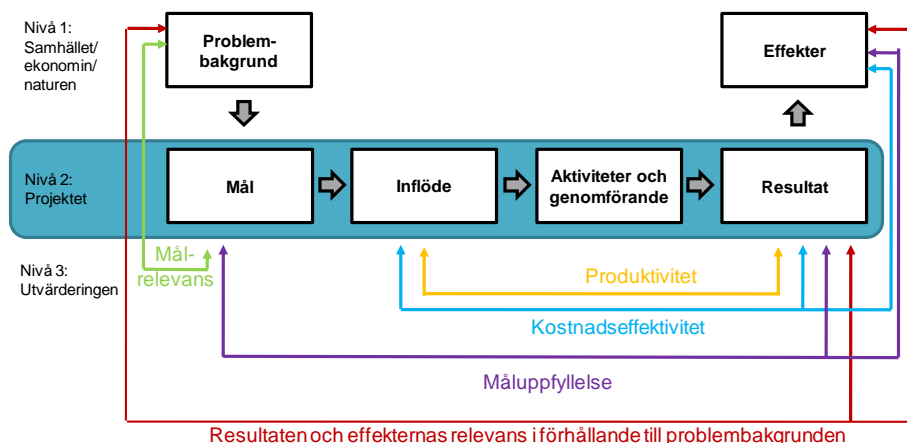 Nivå 1:
Samhället/
ekonomin/
naturen
Problem-
bakgrund
Effekter
Nivå 2:
Projektet
Mål
Inflöde
Aktiviteter och
genomförande
Resultat
Nivå 3:
Utvärderingen
Mål-
relevans
Produktivitet
Kostnadseffektivitet
Måluppfyllelse
Resultaten och effekternas relevans i förhållande till problembakgrunden